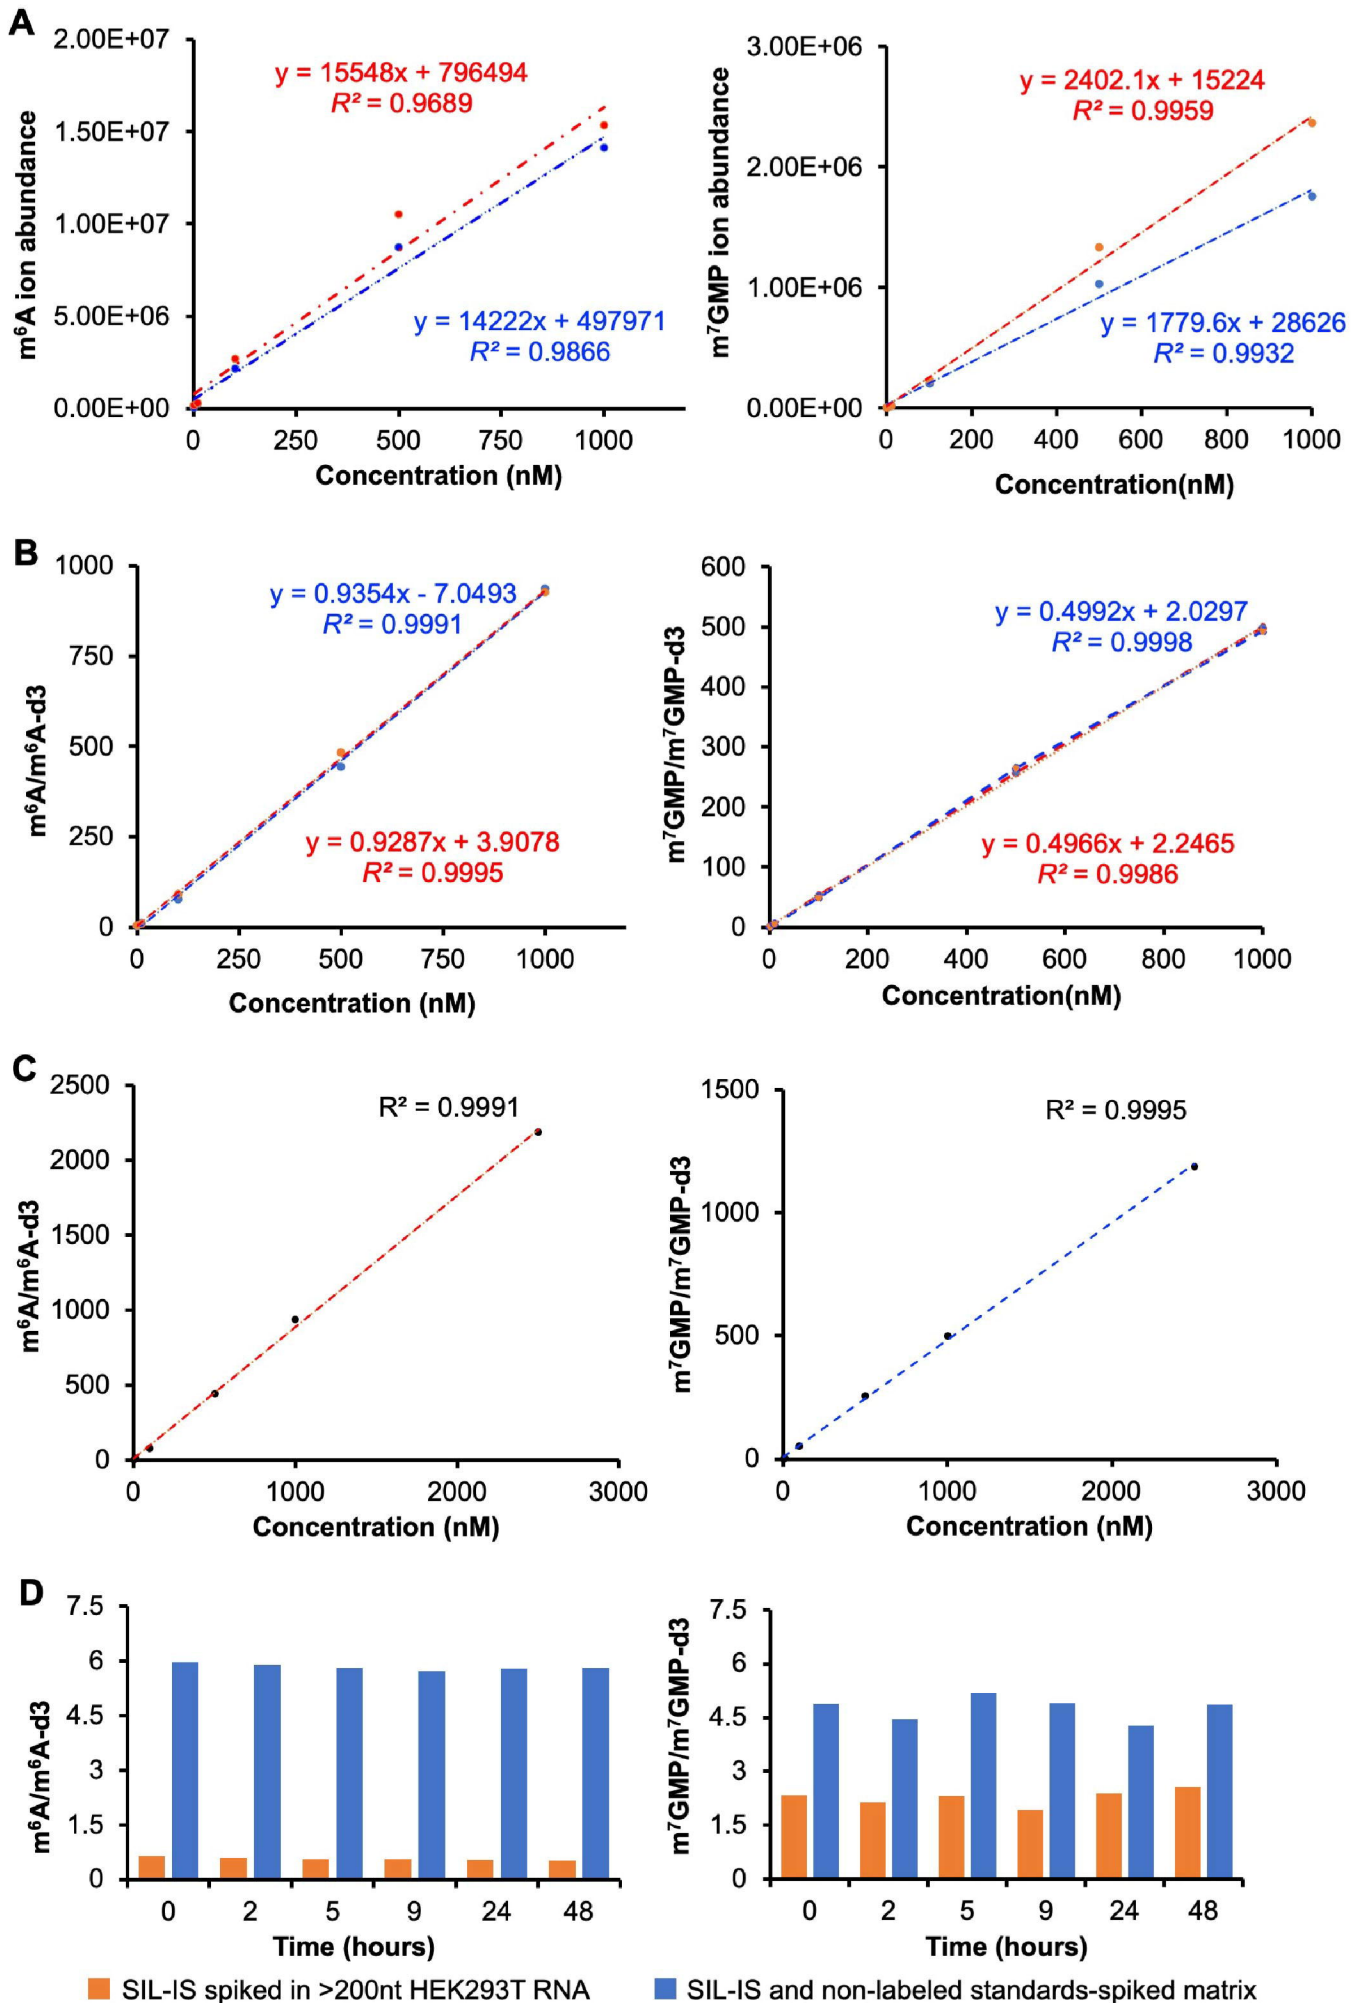 A
2.00E+07
1.50E+07
1.00E+07
5.00E+06
0.00E+00
m⁶A ion abundance
y = 15548x + 796494
R² = 0.9689
y = 14222x + 497971
R² = 0.9866
0 250 500 750 1000
Concentration (nM)
3.00E+06
2.00E+06
1.00E+06
0.00E+00
m⁷GMP ion abundance
y = 2402.1x + 15224
R² = 0.9959
y = 1779.6x + 28626
R² = 0.9932
0 200 400 600 800 1000
Concentration(nM)
B
1000
750
500
250
0
m⁶A/m⁶A-d3
y = 0.9354x - 7.0493
R² = 0.9991
y = 0.9287x + 3.9078
R² = 0.9995
0 250 500 750 1000
Concentration (nM)
600
500
400
300
200
100
0
m⁷GMP/m⁷GMP-d3
y = 0.4992x + 2.0297
R² = 0.9998
y = 0.4966x + 2.2465
R² = 0.9986
0 200 400 600 800 1000
Concentration(nM)
C
2500
2000
1500
1000
500
0
m⁶A/m⁶A-d3
R² = 0.9991
0 1000 2000 3000
Concentration (nM)
1500
1000
500
0
m⁷GMP/m⁷GMP-d3
R² = 0.9995
0 1000 2000 3000
Concentration (nM)
D
7.5
6
4.5
3
1.5
0
m⁶A/m⁶A-d3
0 2 5 9 24 48
Time (hours)
7.5
6
4.5
3
1.5
0
m⁷GMP/m⁷GMP-d3
0 2 5 9 24 48
Time (hours)
SIL-IS spiked in >200nt HEK293T RNA
SIL-IS and non-labeled standards-spiked matrix